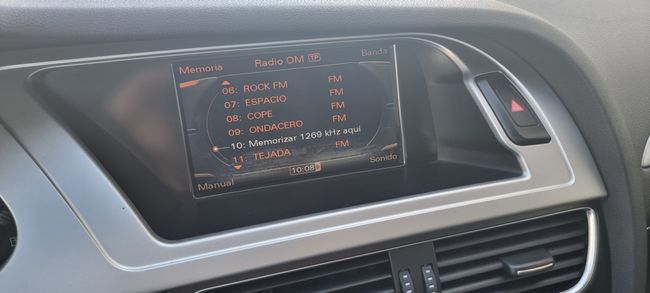 Memoria Radio OM TP Banda
06: ROCK FM FM
07: ESPACIO FM
08: COPE FM
09: ONDACERO FM
10: Memorizar 1269 kHz aquí
11: TEJADA FM
Manual 10:08 Sonido